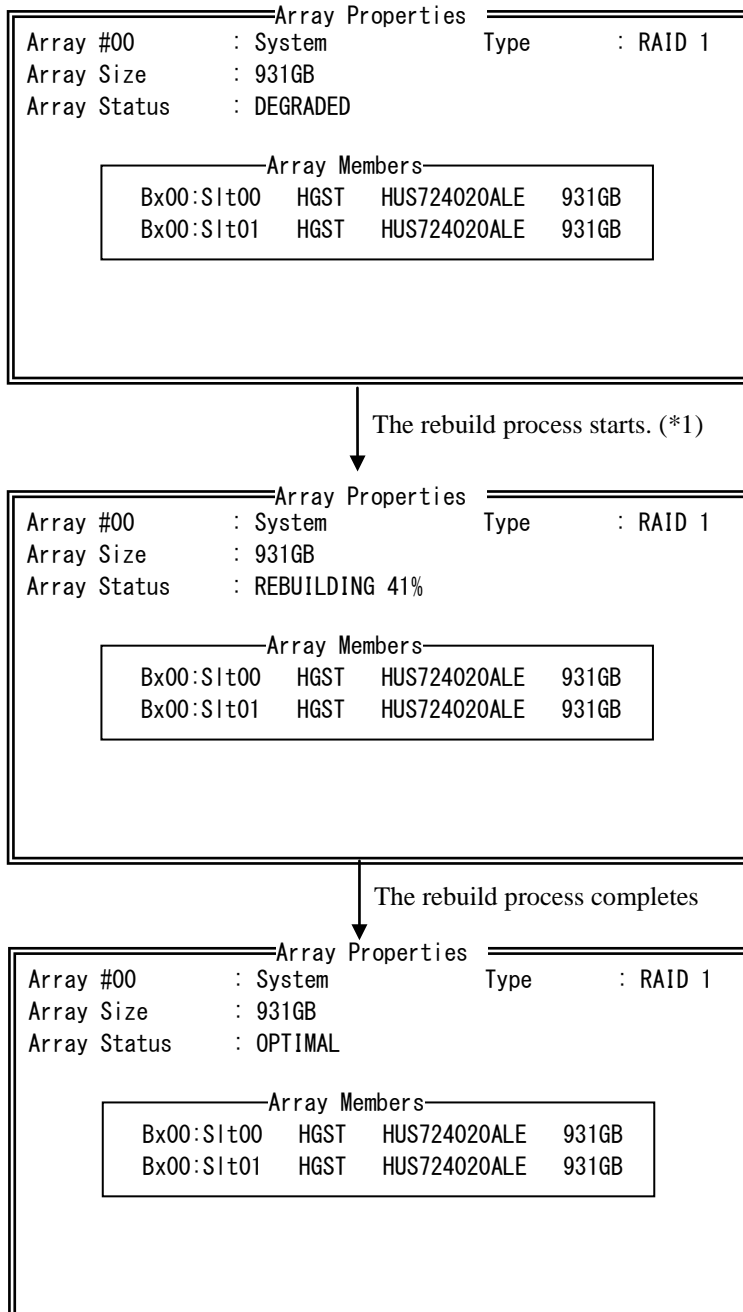 Array Properties
Array #00 : System Type : RAID 1
Array Size : 931GB
Array Status : DEGRADED
Array Members
Bx00:Slt00 HGST HUS724020ALE 931GB
Bx00:Slt01 HGST HUS724020ALE 931GB
The rebuild process starts. (*1)
Array Properties
Array #00 : System Type : RAID 1
Array Size : 931GB
Array Status : REBUILDING 41%
Array Members
Bx00:Slt00 HGST HUS724020ALE 931GB
Bx00:Slt01 HGST HUS724020ALE 931GB
The rebuild process completes
Array Properties
Array #00 : System Type : RAID 1
Array Size : 931GB
Array Status : OPTIMAL
Array Members
Bx00:Slt00 HGST HUS724020ALE 931GB
Bx00:Slt01 HGST HUS724020ALE 931GB